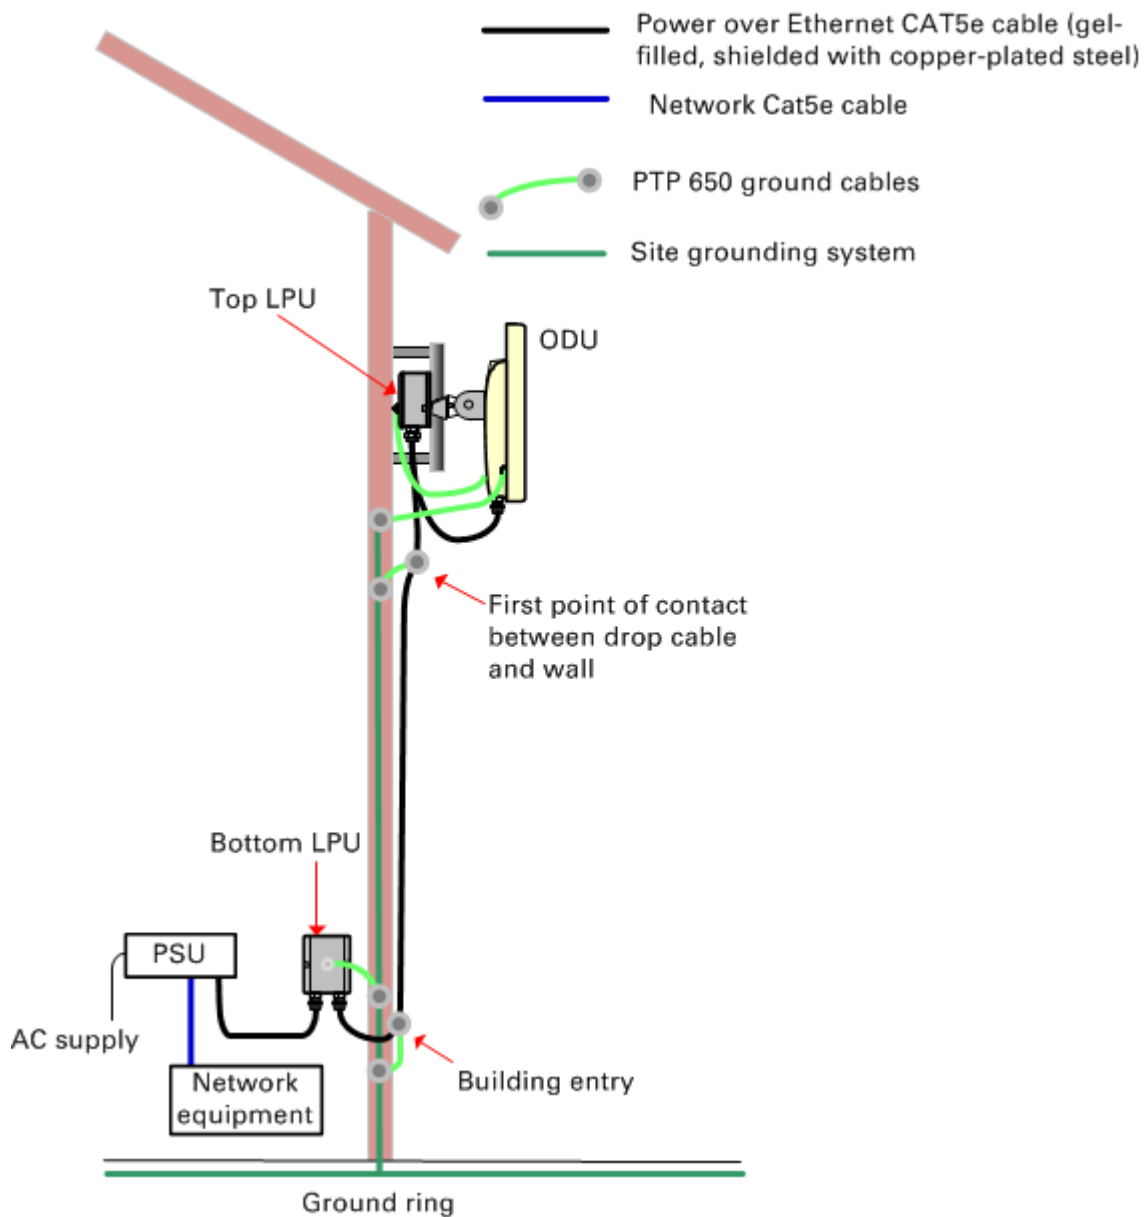 Power over Ethernet CAT5e cable (gel-
filled, shielded with copper-plated steel)
Network Cat5e cable
PTP 650 ground cables
Site grounding system
Top LPU
ODU
First point of contact
between drop cable
and wall
Bottom LPU
PSU
AC supply
Network
equipment
Building entry
Ground ring